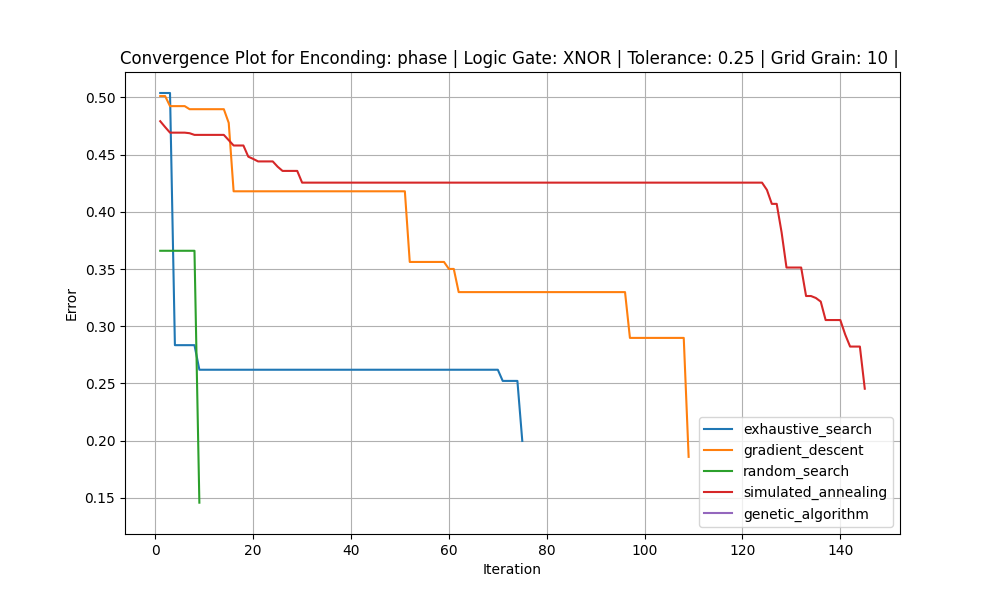 Convergence Plot for Enconding: phase | Logic Gate: XNOR | Tolerance: 0.25 | Grid Grain: 10 |
0.50
0.45
0.40
0.35
0.30
0.25
0.20
0.15
Error
0 20 40 60 80 100 120 140
Iteration
exhaustive_search
gradient_descent
random_search
simulated_annealing
genetic_algorithm